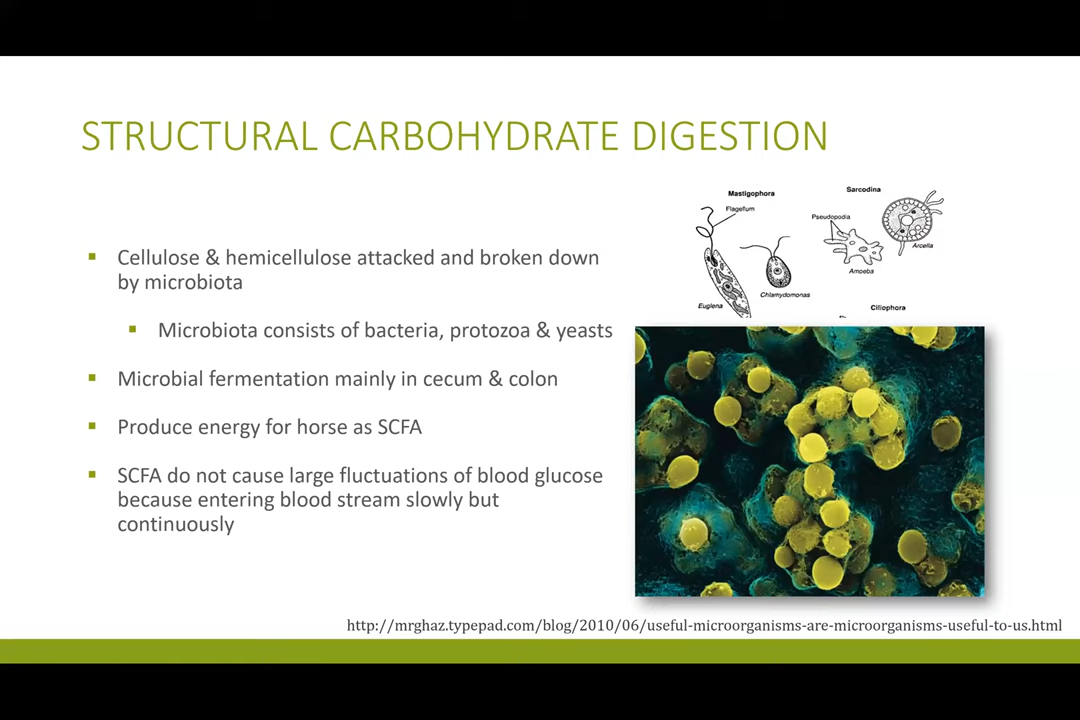 STRUCTURAL CARBOHYDRATE DIGESTION
▪ Cellulose & hemicellulose attacked and broken down
by microbiota
▪ Microbiota consists of bacteria, protozoa & yeasts
▪ Microbial fermentation mainly in cecum & colon
▪ Produce energy for horse as SCFA
▪ SCFA do not cause large fluctuations of blood glucose
because entering blood stream slowly but
continuously
Mastigophora
Flagellum
Euglena
Chlamydomonas
Sarcodina
Pseudopodia
Arcella
Amoeba
Ciliophora
http://mrghaz.typepad.com/blog/2010/06/useful-microorganisms-are-microorganisms-useful-to-us.html